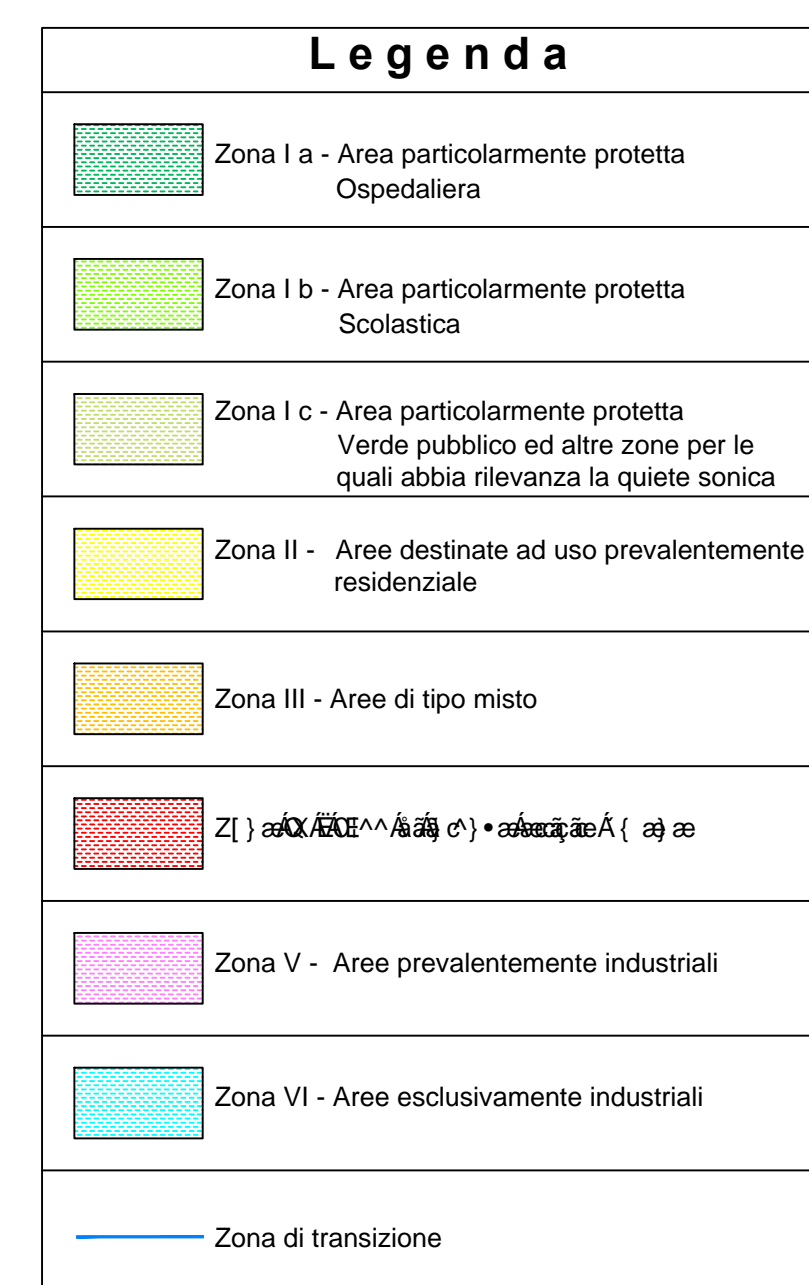 Legenda
Zona I a - Area particolarmente protetta
Ospedaliera
Zona I b - Area particolarmente protetta
Scolastica
Zona I c - Area particolarmente protetta
Verde pubblico ed altre zone per le
quali abbia rilevanza la quiete sonica
Zona II - Aree destinate ad uso prevalentemente
residenziale
Zona III - Aree di tipo misto
Zona V - Aree prevalentemente industriali
Zona VI - Aree esclusivamente industriali
Zona di transizione